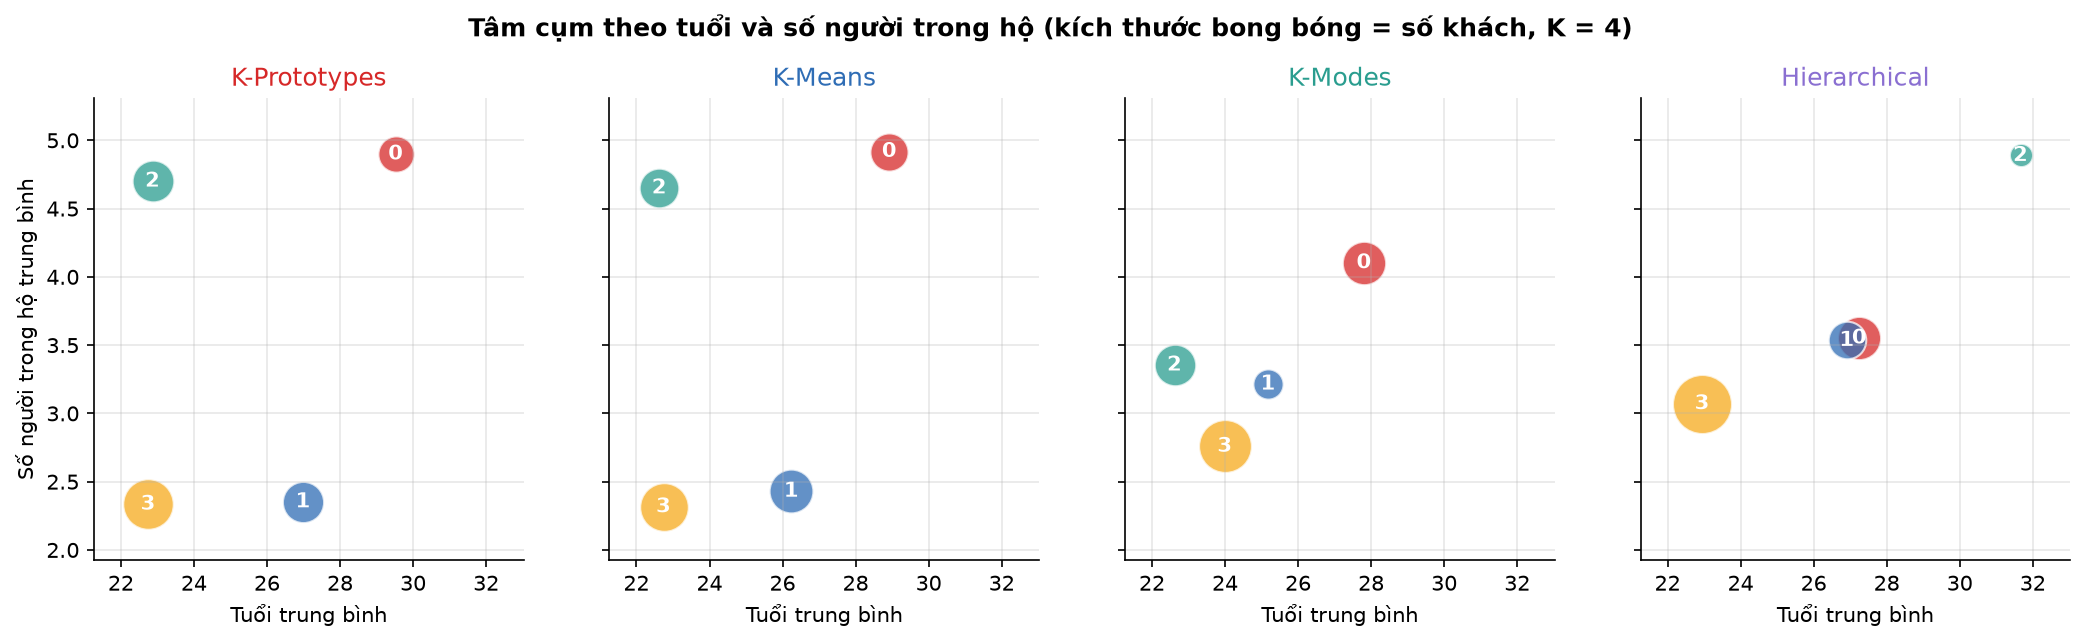 Tâm cụm theo tuổi và số người trong hộ (kích thước bong bóng = số khách, K = 4)
K-Prototypes
K-Means
K-Modes
Hierarchical
Số người trong hộ trung bình
5.0
4.5
4.0
3.5
3.0
2.5
2.0
0
2
3
1
22 24 26 28 30 32
Tuổi trung bình
0
2
3
1
22 24 26 28 30 32
Tuổi trung bình
0
2
1
3
22 24 26 28 30 32
Tuổi trung bình
2
1 0
3
22 24 26 28 30 32
Tuổi trung bình